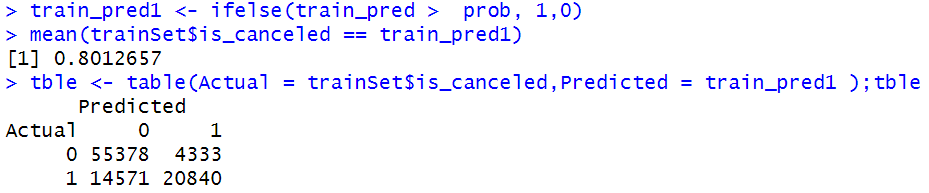 > train_pred1 <- ifelse(train_pred >  prob, 1,0)
> mean(trainSet$is_canceled == train_pred1)
[1] 0.8012657
> tble <- table(Actual = trainSet$is_canceled,Predicted = train_pred1 );tble
      Predicted
Actual     0     1
     0 55378  4333
     1 14571 20840